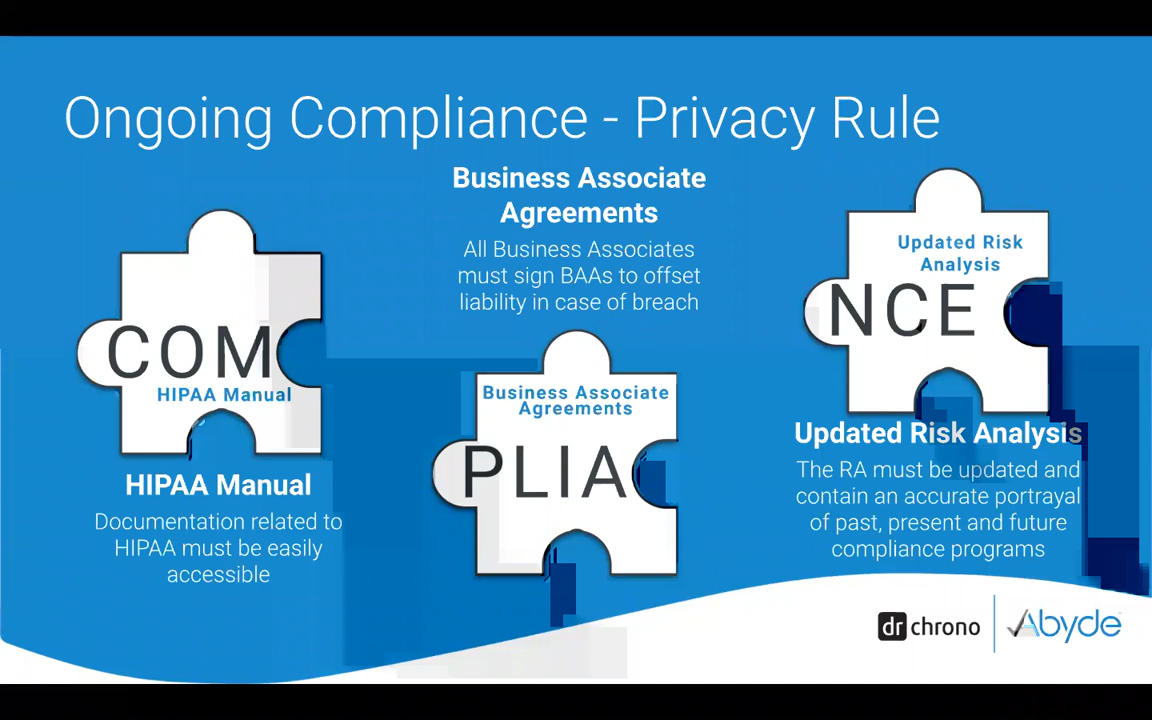 Ongoing Compliance - Privacy Rule
COM
HIPAA Manual
HIPAA Manual
Documentation related to
HIPAA must be easily
accessible
Business Associate
Agreements
All Business Associates
must sign BAAs to offset
liability in case of breach
Business Associate
Agreements
PLIA
Updated Risk
Analysis
NCE
Updated Risk Analysis
The RA must be updated and
contain an accurate portrayal
of past, present and future
compliance programs
dr chrono
Abyde